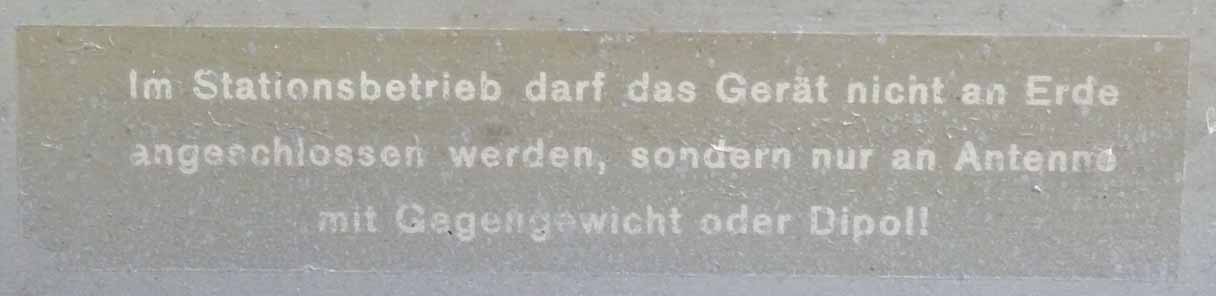 Im Stationsbetrieb darf das Gerät nicht an Erde
angeschlossen werden, sondern nur an Antenne
mit Gegengewicht oder Dipol!